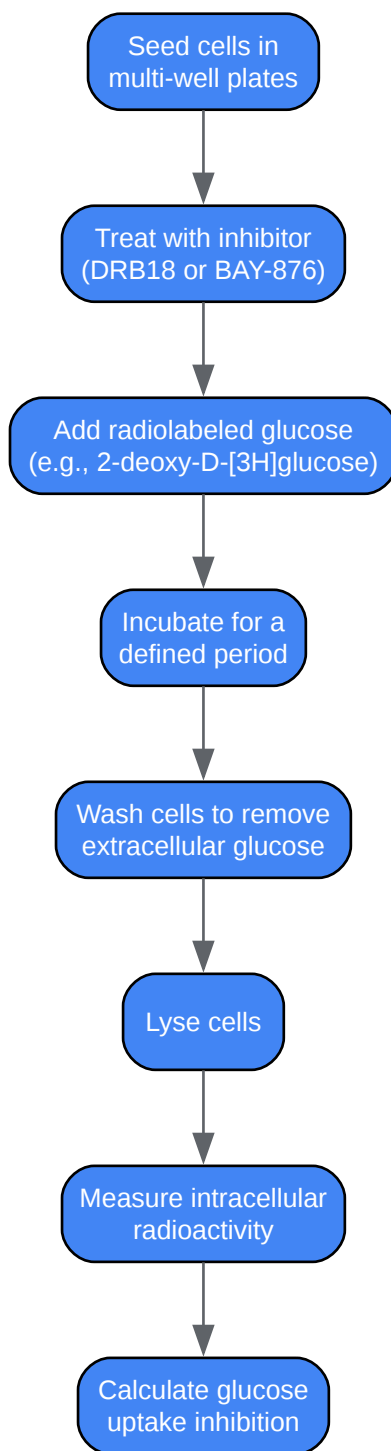 Seed cells in
multi-well plates
Treat with inhibitor
(DRB18 or BAY-876)
Add radiolabeled glucose
(e.g., 2-deoxy-D-[3H]glucose)
Incubate for a
defined period
Wash cells to remove
extracellular glucose
Lyse cells
Measure intracellular
radioactivity
Calculate glucose
uptake inhibition